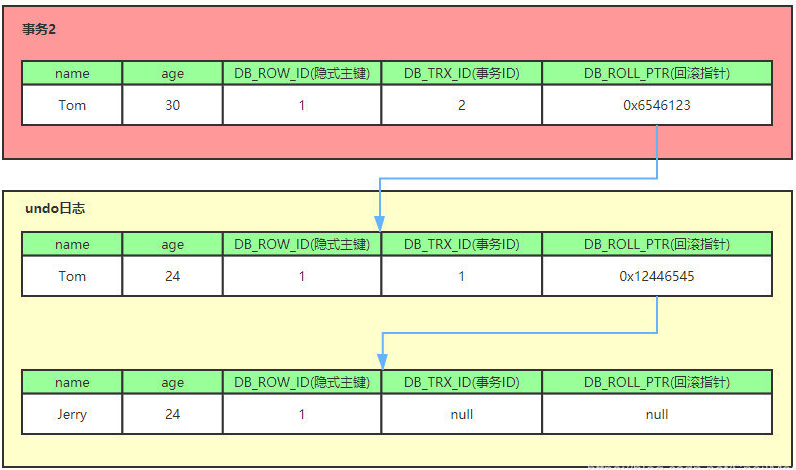 事务2
name age DB_ROW_ID(隐式主键) DB_TRX_ID(事务ID) DB_ROLL_PTR(回滚指针)
Tom 30 1 2 0x6546123
undo日志
name age DB_ROW_ID(隐式主键) DB_TRX_ID(事务ID) DB_ROLL_PTR(回滚指针)
Tom 24 1 1 0x12446545
name age DB_ROW_ID(隐式主键) DB_TRX_ID(事务ID) DB_ROLL_PTR(回滚指针)
Jerry 24 1 null null